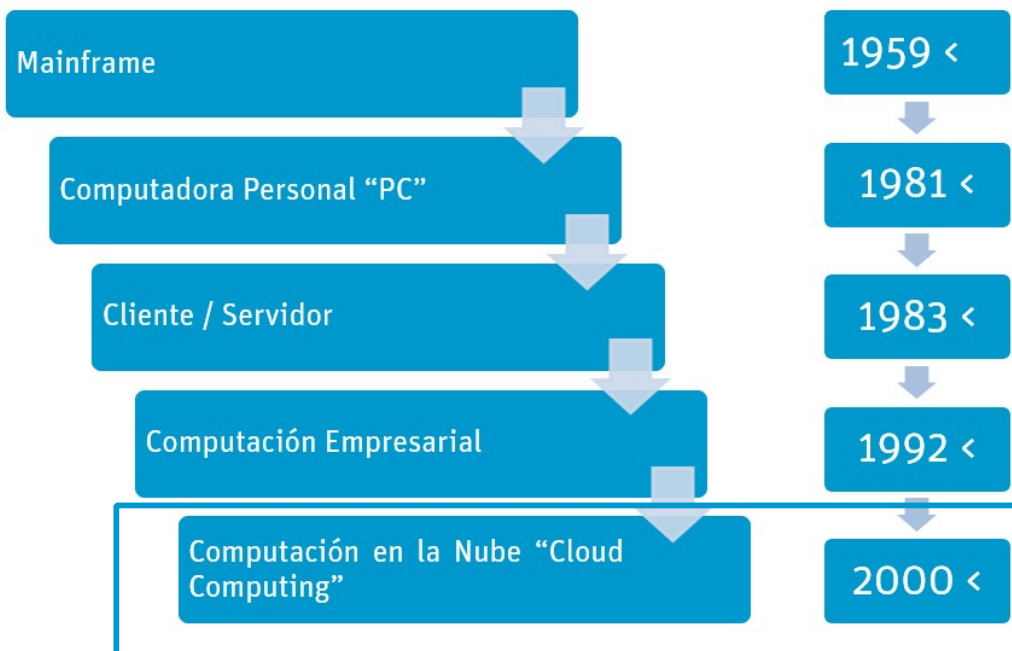 Mainframe
1959 <
Computadora Personal “PC”
1981 <
Cliente / Servidor
1983 <
Computación Empresarial
1992 <
Computación en la Nube “Cloud
Computing”
2000 <